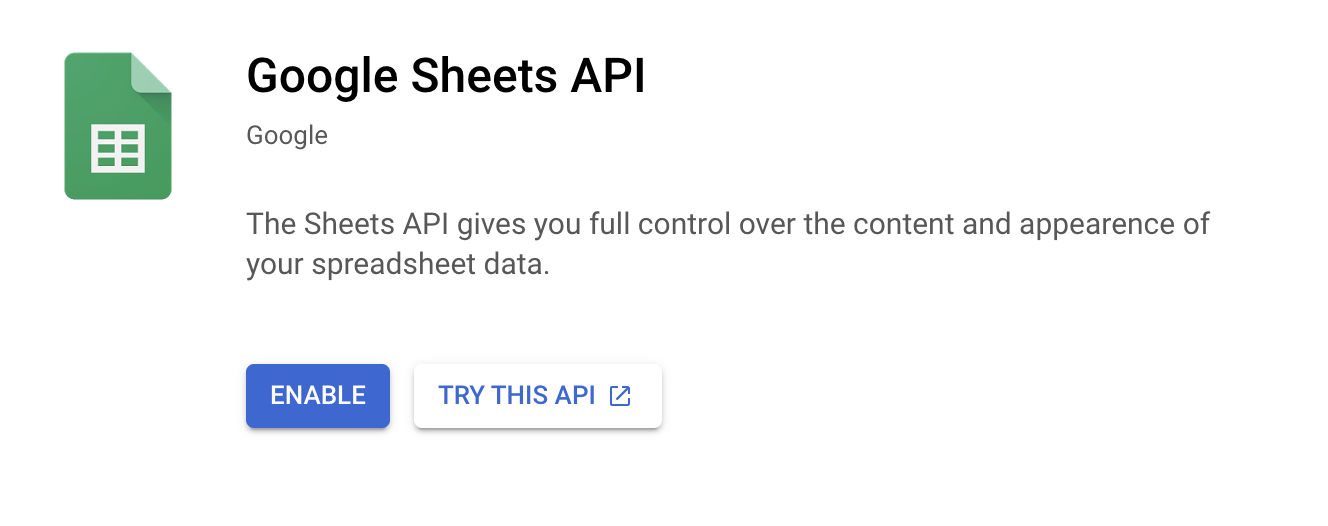 Google Sheets API
Google
The Sheets API gives you full control over the content and appearence of
your spreadsheet data.
ENABLE
TRY THIS API